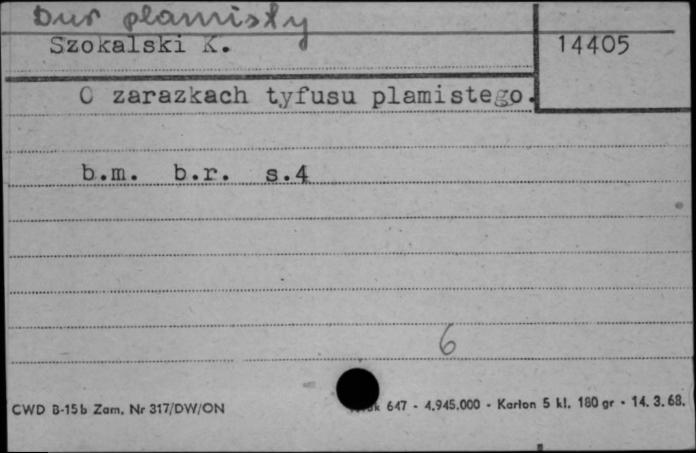 Dur plamisty
Szokalski K.
14405
O zarazkach tyfusu plamistego.
b.m. b.r. s.4
6
CWD B-15b Zam. Nr 317/DW/ON
647 - 4.945.000 - Karton 5 kl. 180 gr - 14. 3. 68.